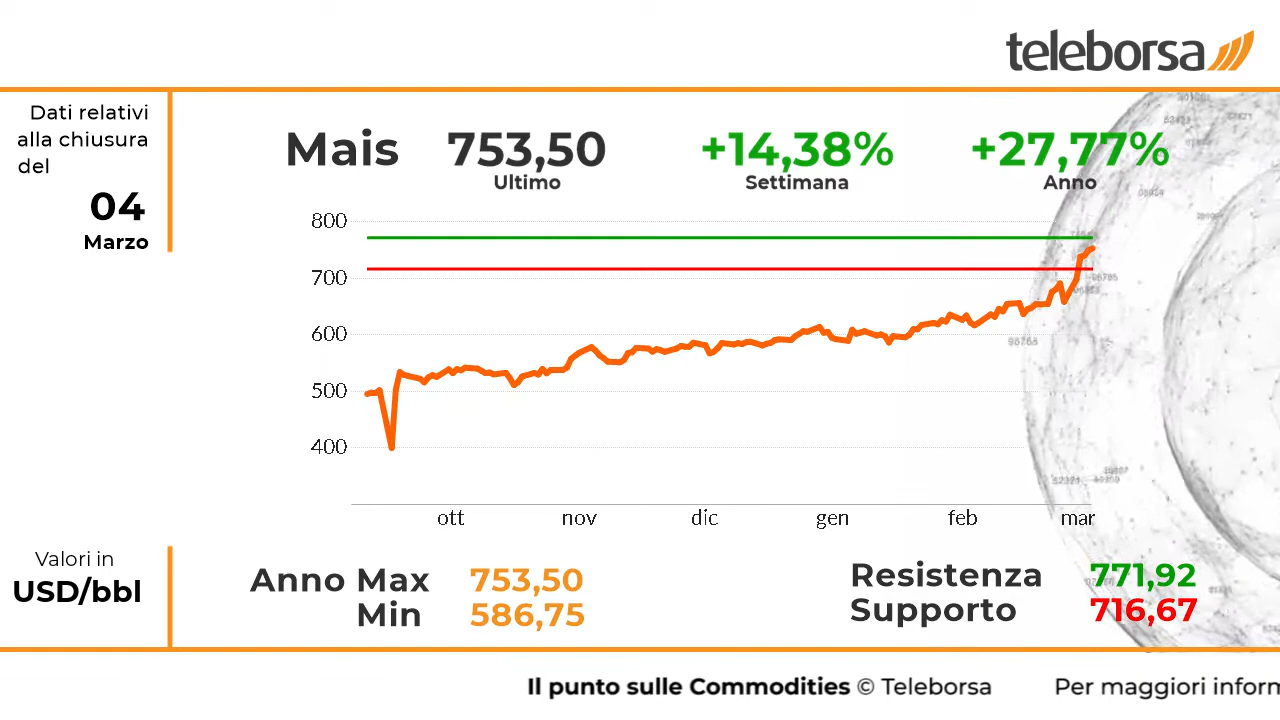 teleborsa
Dati relativi
alla chiusura
del
04
Marzo
Mais 753,50 +14,38% +27,77%
Ultimo Settimana Anno
800
700
600
500
400
ott nov dic gen feb mar
Valori in
USD/bbl
Anno Max 753,50
Min 586,75
Resistenza 771,92
Supporto 716,67
Il punto sulle Commodities © Teleborsa Per maggiori inform